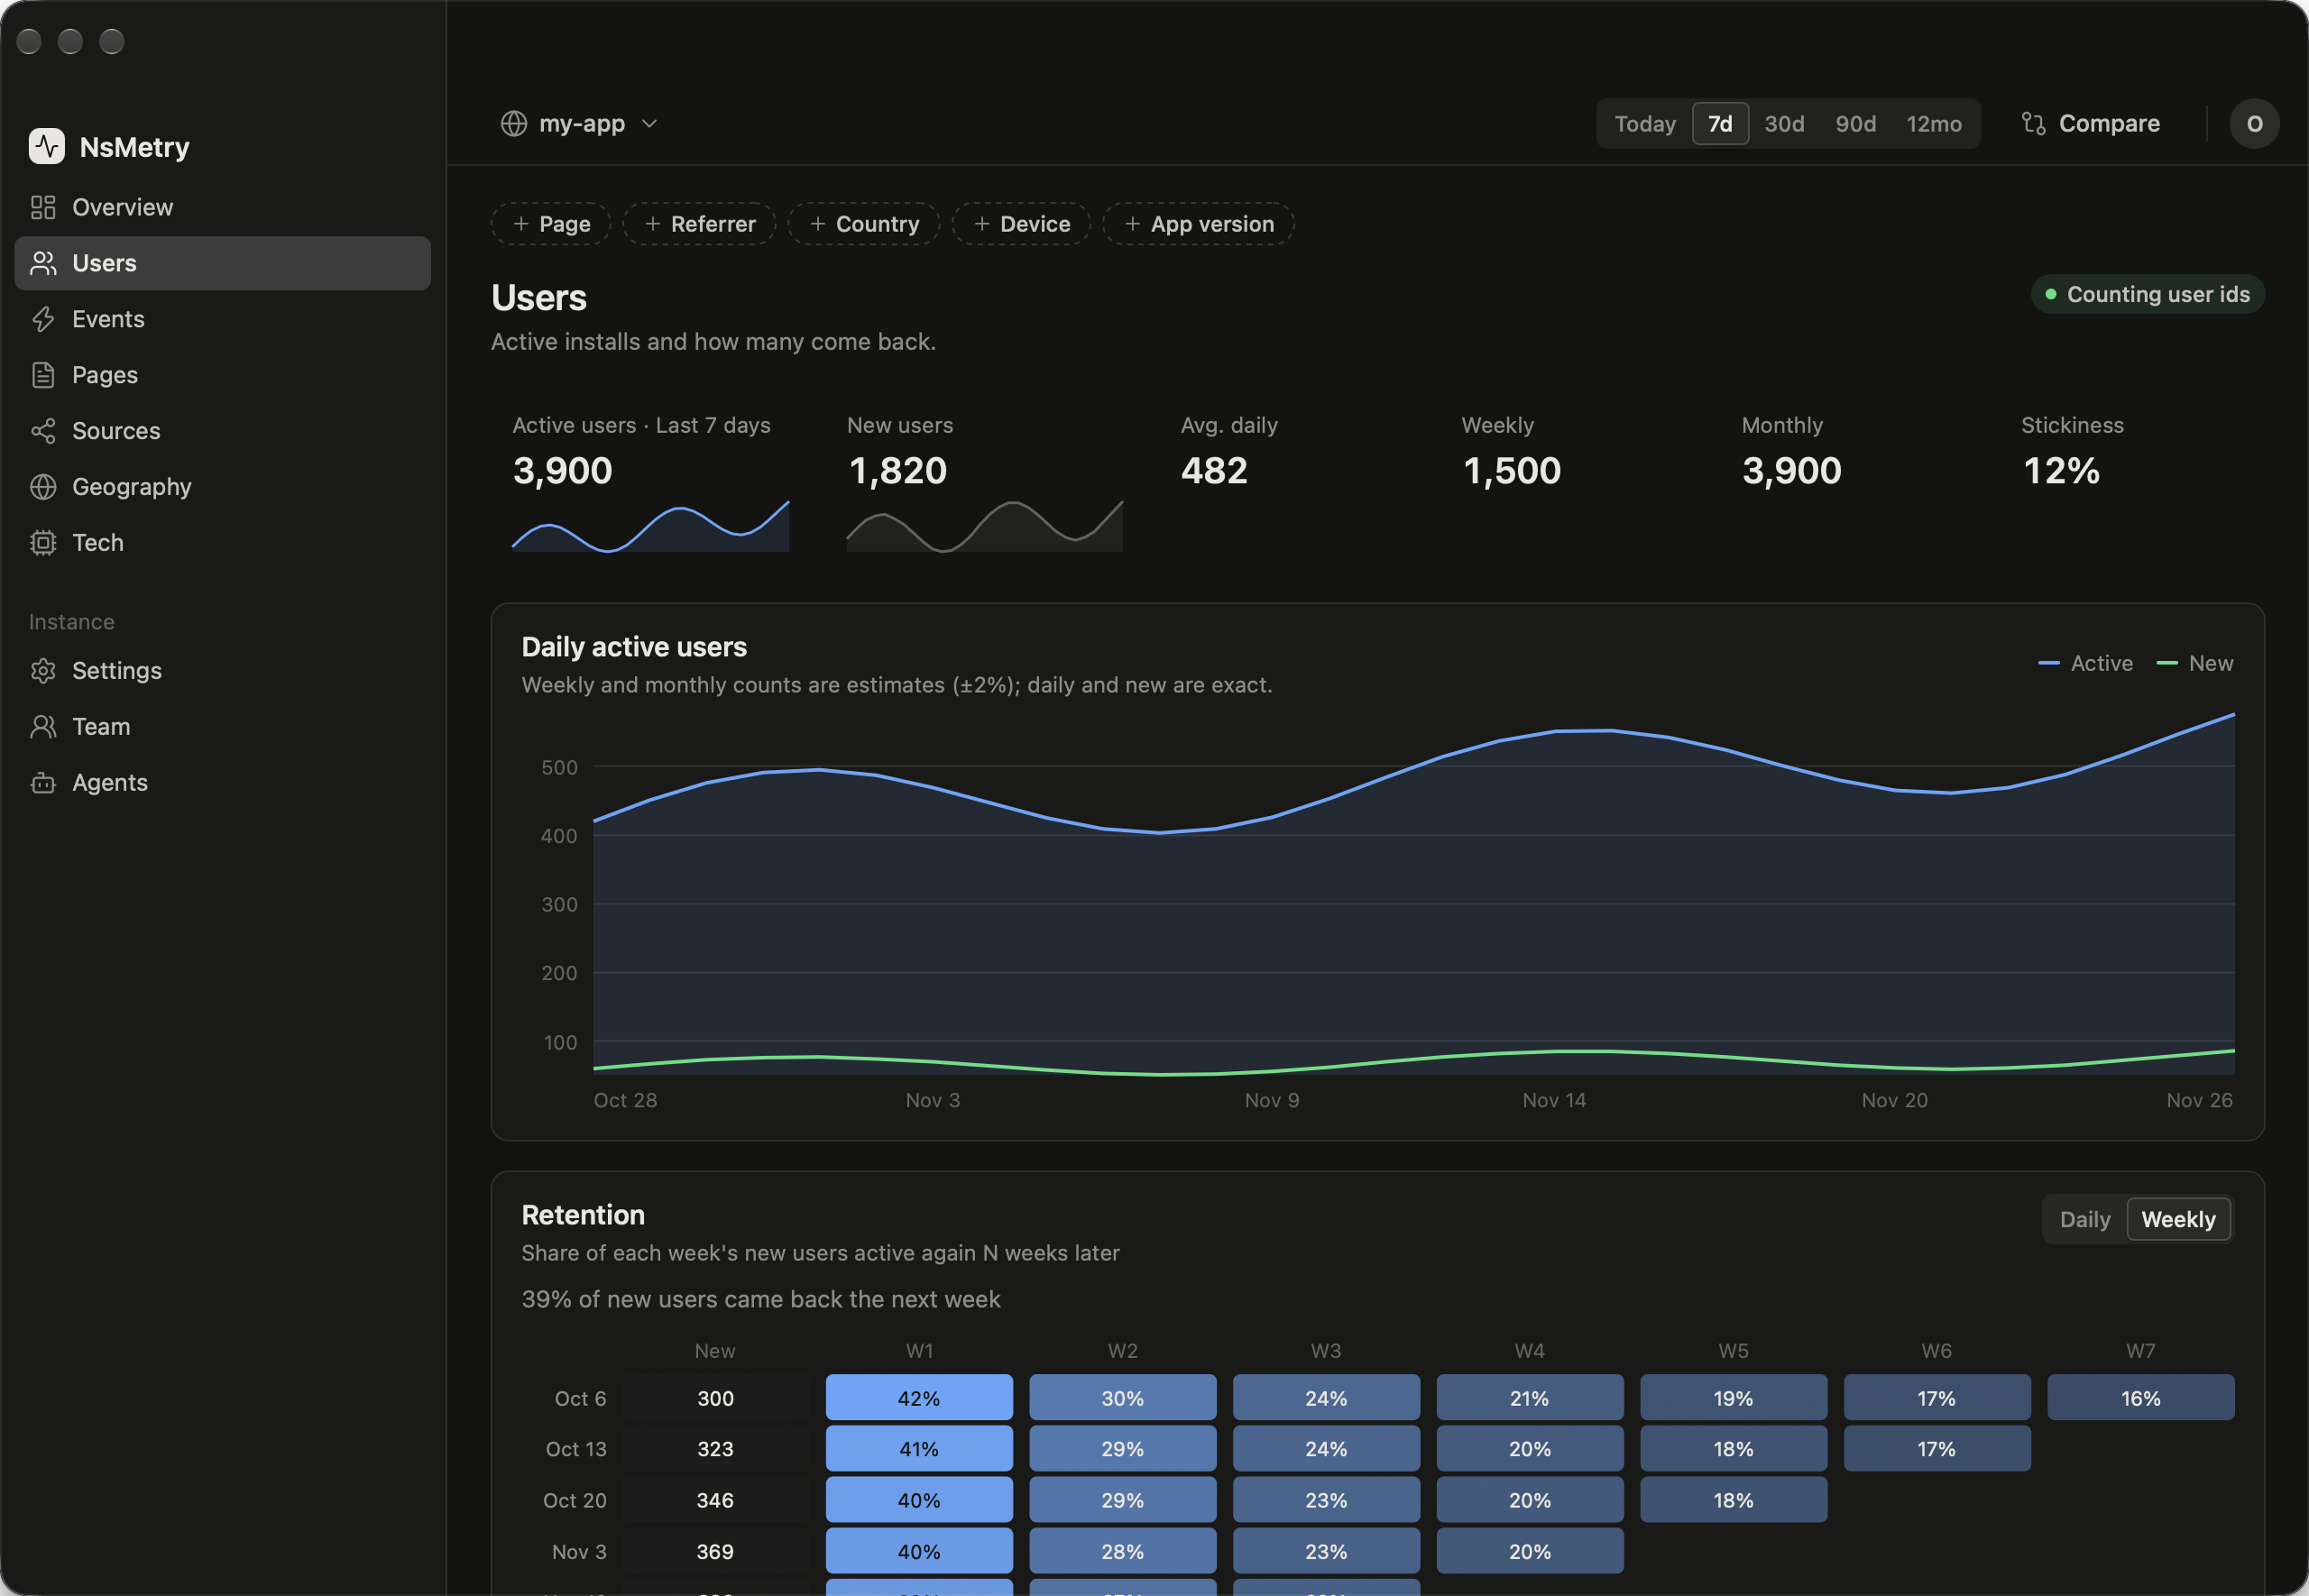 NsMetry
Overview
Users
Events
Pages
Sources
Geography
Tech
Instance
Settings
Team
Agents
my-app
Today 7d 30d 90d 12mo
Compare
O
+ Page + Referrer + Country + Device + App version
Users
Counting user ids
Active installs and how many come back.
Active users · Last 7 days
3,900
New users
1,820
Avg. daily
482
Weekly
1,500
Monthly
3,900
Stickiness
12%
Daily active users
Weekly and monthly counts are estimates (±2%); daily and new are exact.
Active New
500
400
300
200
100
Oct 28 Nov 3 Nov 9 Nov 14 Nov 20 Nov 26
Retention
Daily Weekly
Share of each week's new users active again N weeks later
39% of new users came back the next week
New W1 W2 W3 W4 W5 W6 W7
Oct 6 300 42% 30% 24% 21% 19% 17% 16%
Oct 13 323 41% 29% 24% 20% 18% 17%
Oct 20 346 40% 29% 23% 20% 18%
Nov 3 369 40% 28% 23% 20%